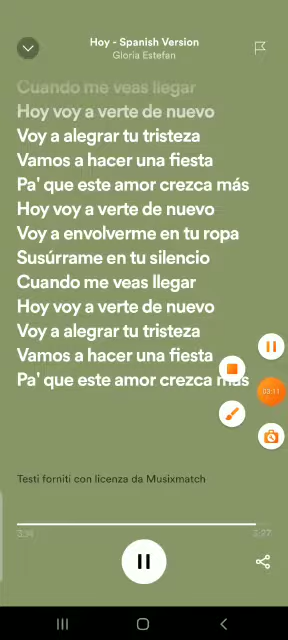 Hoy - Spanish Version
Gloria Estefan
Cuando me veas llegar
Hoy voy a verte de nuevo
Voy a alegrar tu tristeza
Vamos a hacer una fiesta
Pa' que este amor crezca más
Hoy voy a verte de nuevo
Voy a envolverme en tu ropa
Susúrrame en tu silencio
Cuando me veas llegar
Hoy voy a verte de nuevo
Voy a alegrar tu tristeza
Vamos a hacer una fiesta
Pa' que este amor crezca más
03:11
Testi forniti con licenza da Musixmatch
3:27